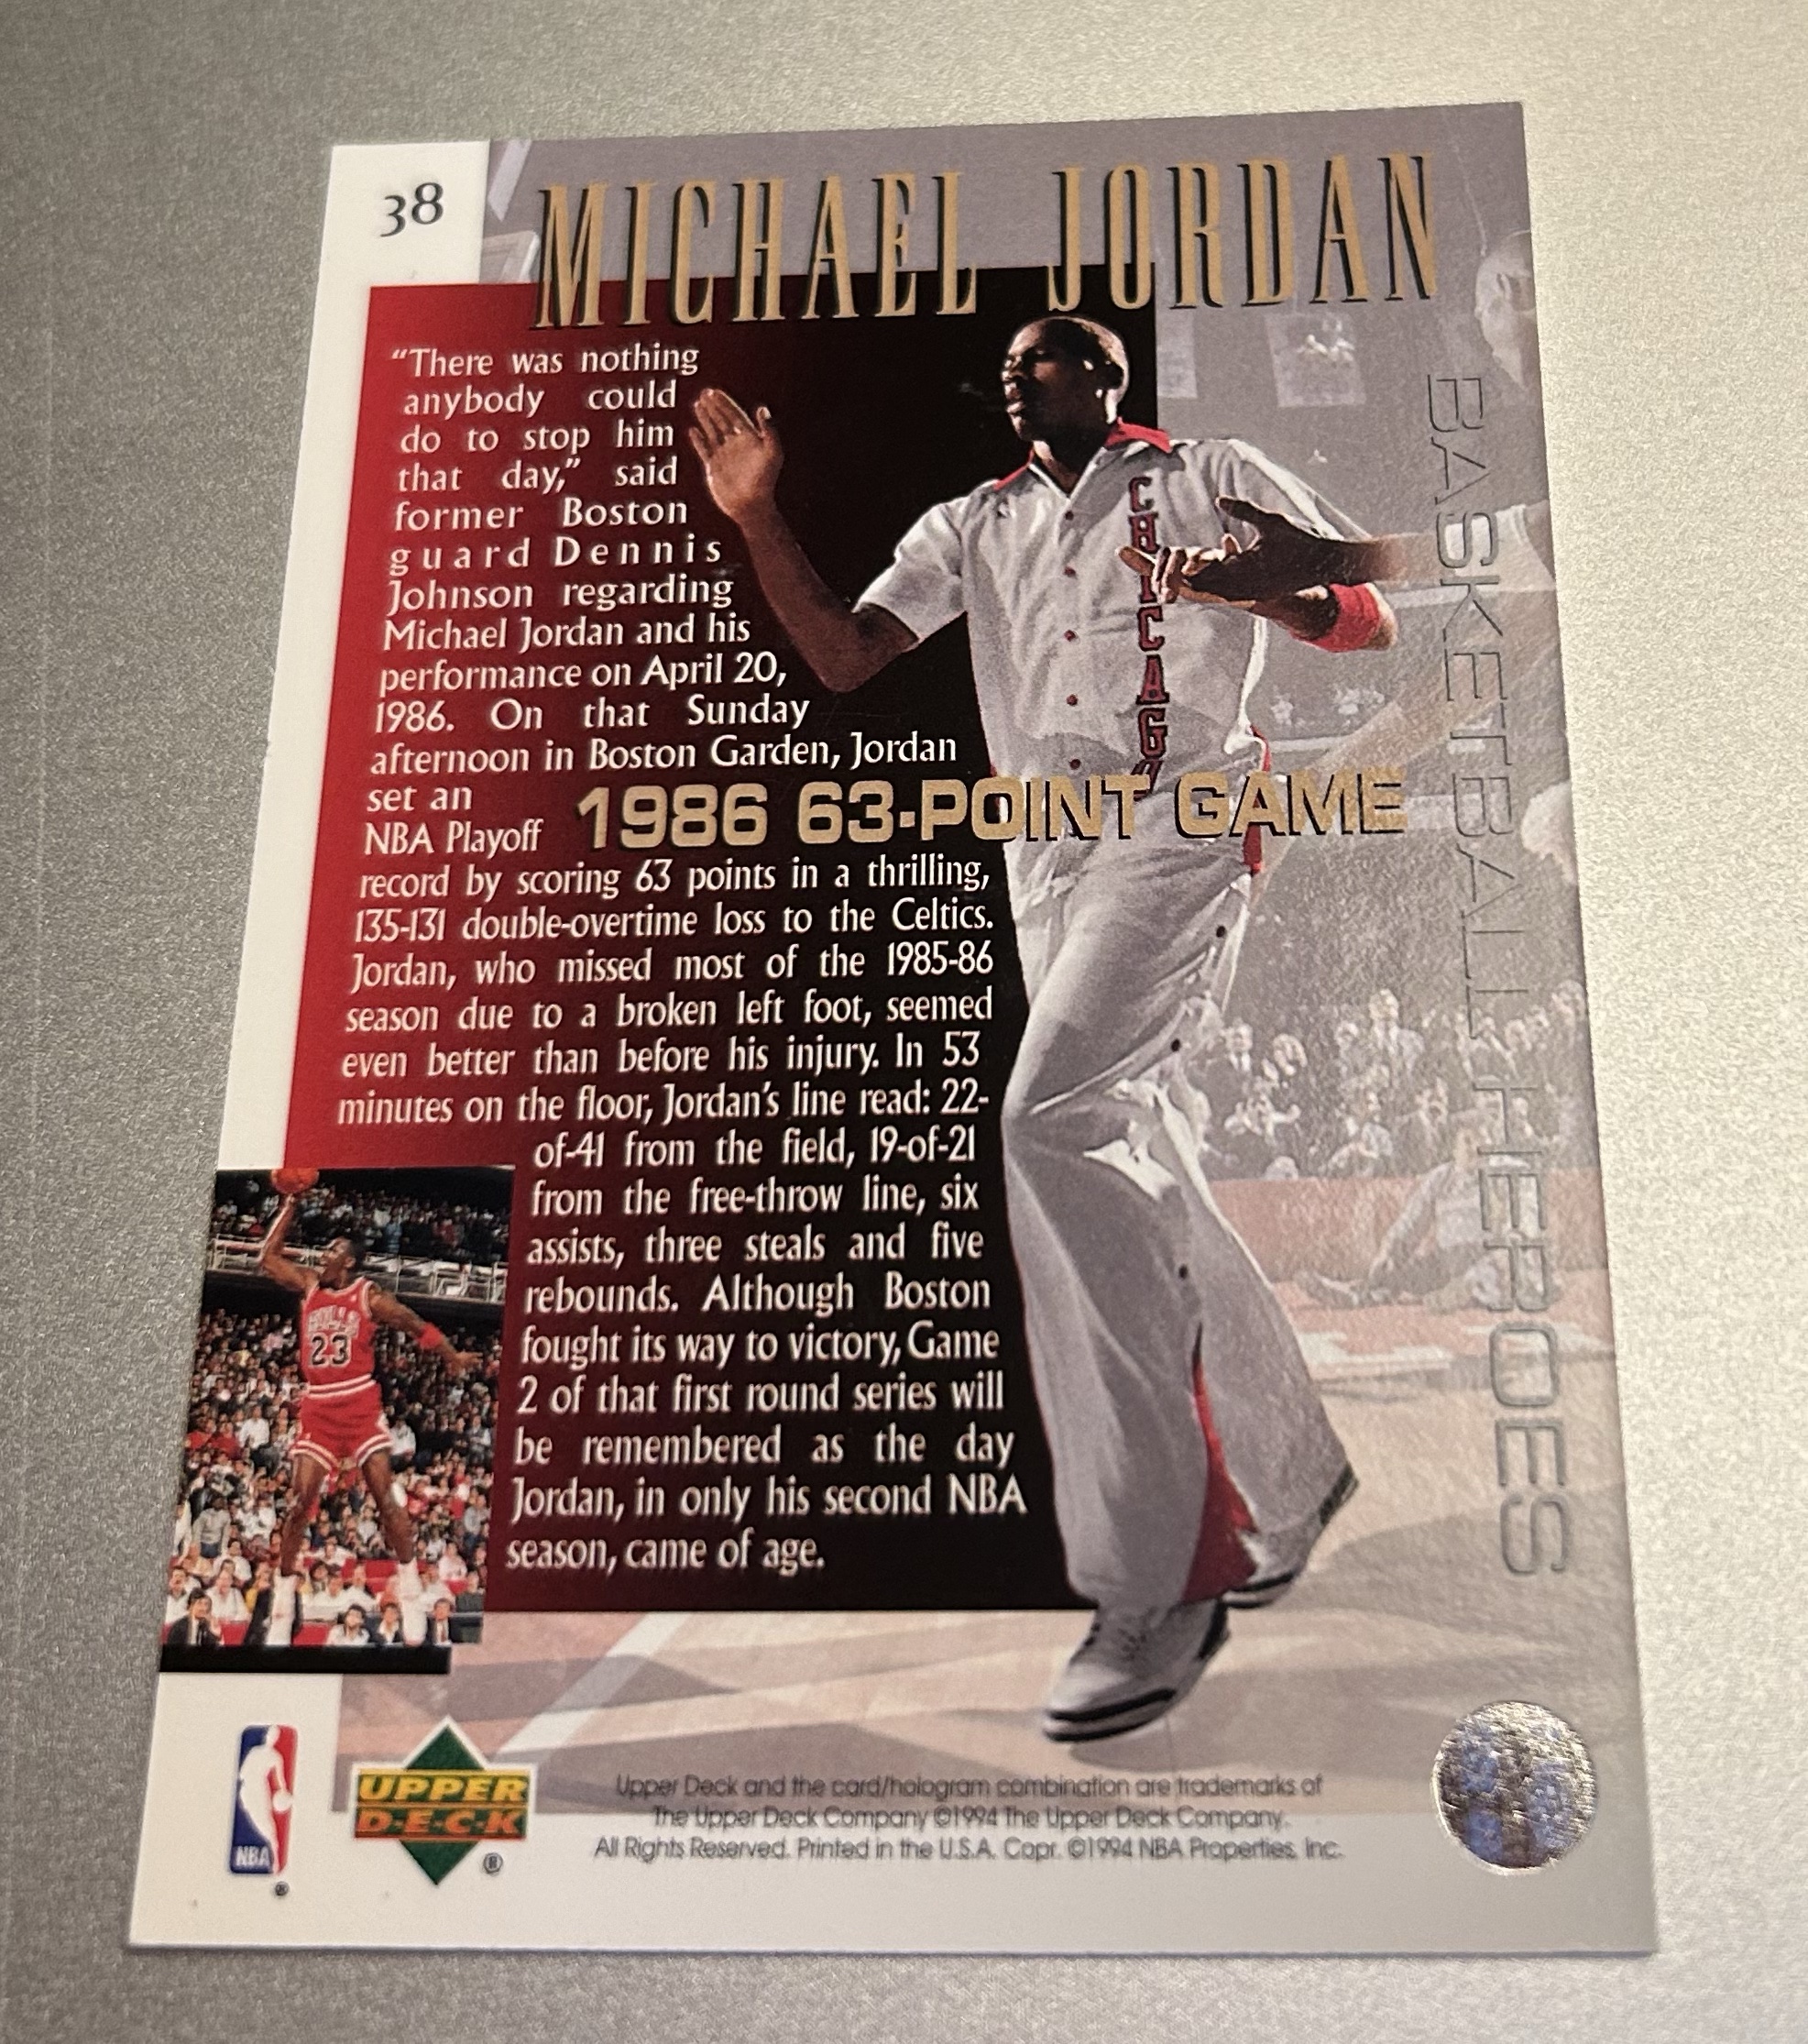 38
MICHAEL JORDAN
“There was nothing
anybody could
do to stop him
that day,” said
former Boston
guard Dennis
Johnson regarding
Michael Jordan and his
performance on April 20,
1986. On that Sunday
afternoon in Boston Garden, Jordan
set an
NBA Playoff
1986 63-POINT GAME
record by scoring 63 points in a thrilling,
135-131 double-overtime loss to the Celtics.
Jordan, who missed most of the 1985-86
season due to a broken left foot, seemed
even better than before his injury. In 53
minutes on the floor, Jordan’s line read: 22-
of-41 from the field, 19-of-21
from the free-throw line, six
assists, three steals and five
rebounds. Although Boston
fought its way to victory, Game
2 of that first round series will
be remembered as the day
Jordan, in only his second NBA
season, came of age.
CHICAGO
BASKETBALL HEROES
BULLS
23
NBA
®
UPPER
D·E·C·K
®
Upper Deck and the card/hologram combination are trademarks of
The Upper Deck Company ©1994 The Upper Deck Company.
All Rights Reserved. Printed in the U.S.A. Copr. ©1994 NBA Properties, Inc.